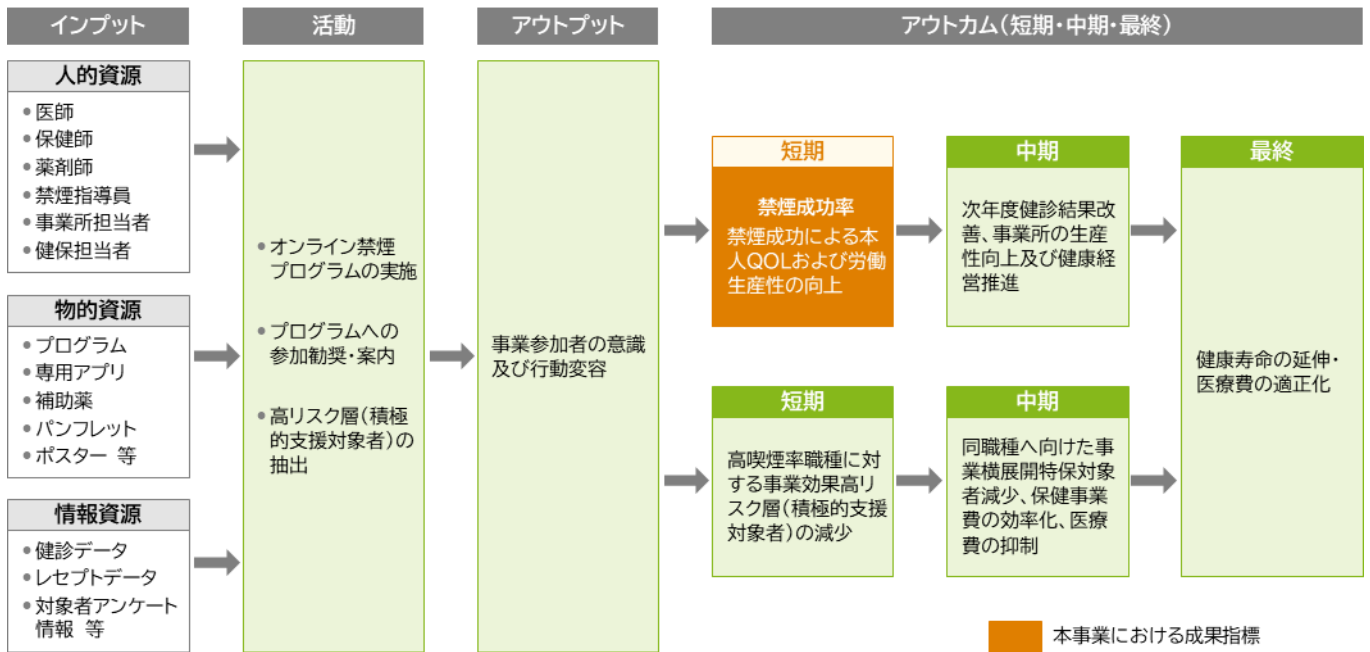 インプット
活動
アウトプット
アウトカム(短期・中期・最終)
人的資源
• 医師
• 保健師
• 薬剤師
• 禁煙指導員
• 事業所担当者
• 健保担当者
物的資源
• プログラム
• 専用アプリ
• 補助薬
• パンフレット
• ポスター 等
情報資源
• 健診データ
• レセプトデータ
• 対象者アンケート
情報 等
• オンライン禁煙
プログラムの実施
• プログラムへの
参加勧奨・案内
• 高リスク層(積極
的支援対象者)の
抽出
事業参加者の意識
及び行動変容
短期
禁煙成功率
禁煙成功による本
人QOLおよび労働
生産性の向上
中期
次年度健診結果改
善、事業所の生産
性向上及び健康経
営推進
短期
高喫煙率職種に対
する事業効果高リ
スク層(積極的支援
対象者)の減少
中期
同職種へ向けた事
業横展開特保対象
者減少、保健事業
費の効率化、医療
費の抑制
最終
健康寿命の延伸・
医療費の適正化
本事業における成果指標